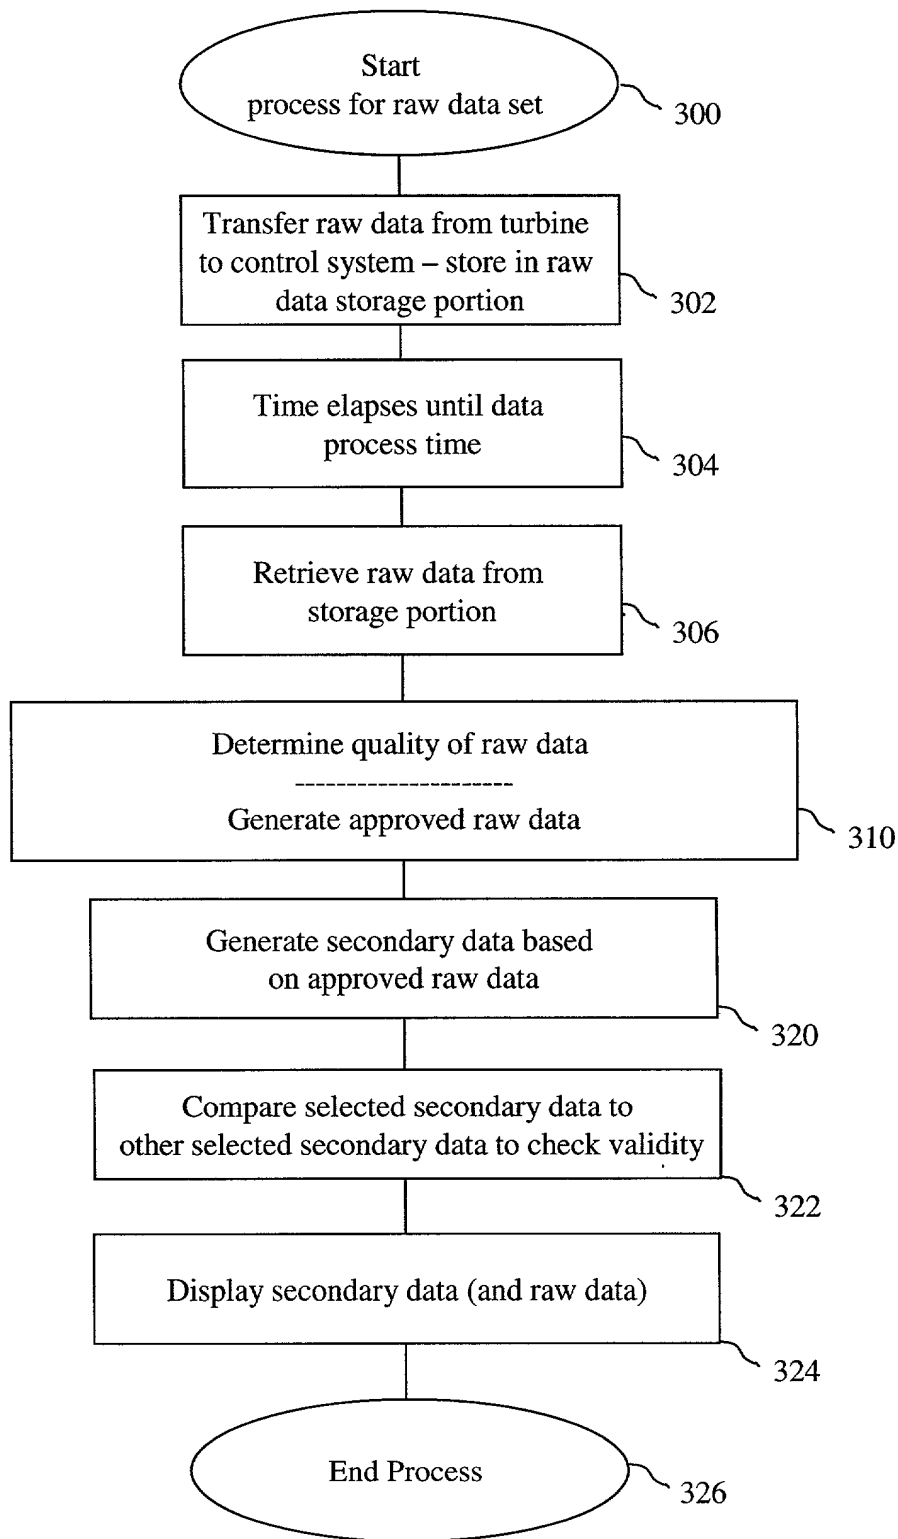 Start
process for raw data set
300
Transfer raw data from turbine
to control system – store in raw
data storage portion
302
Time elapses until data
process time
304
Retrieve raw data from
storage portion
306
Determine quality of raw data
----------------------
Generate approved raw data
310
Generate secondary data based
on approved raw data
320
Compare selected secondary data to
other selected secondary data to check validity
322
Display secondary data (and raw data)
324
End Process
326